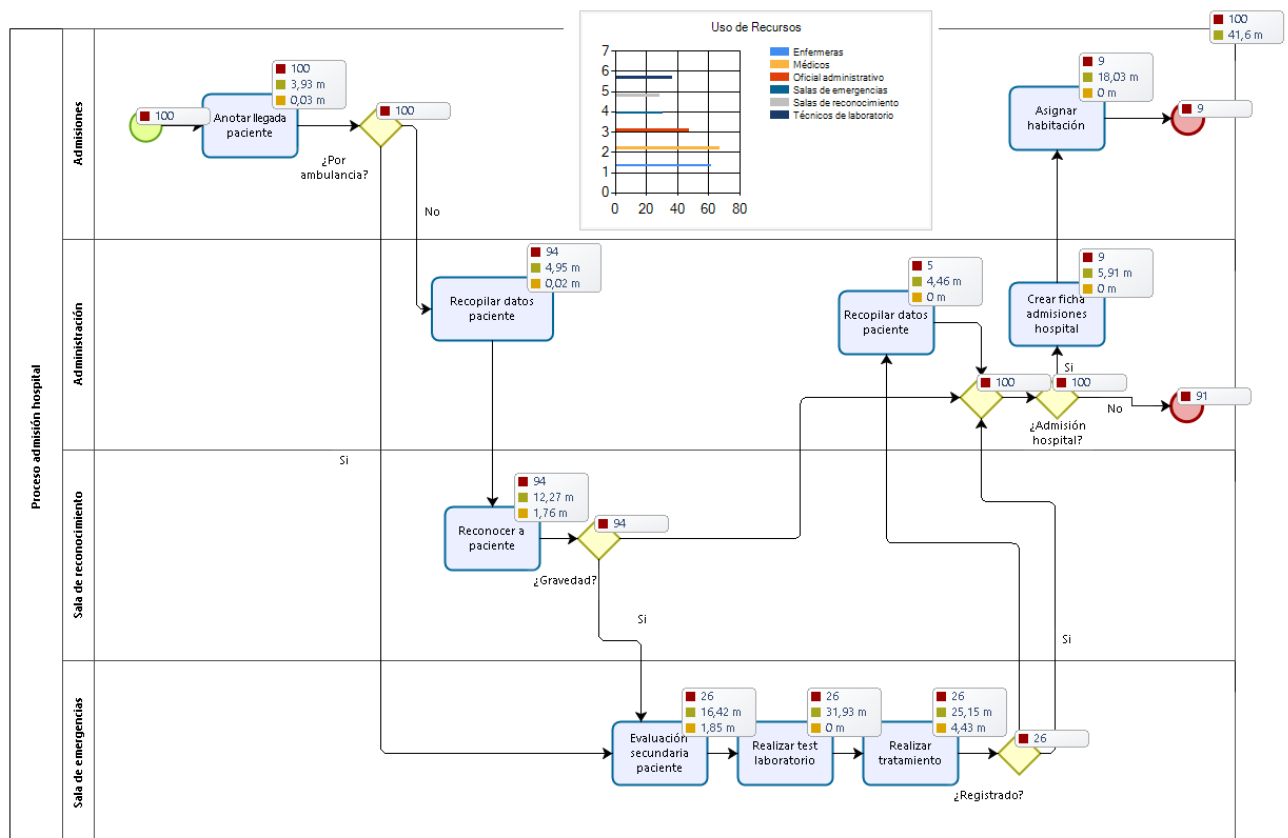 Uso de Recursos
7
6
5
4
3
2
1
0
0
20
40
60
80
Enfermeras
Médicos
Oficial administrativo
Salas de emergencias
Salas de reconocimiento
Técnicos de laboratorio
100
41,6 m
Proceso admisión hospital
Admisiones
100
100
3,93 m
0,03 m
Anotar llegada
paciente
100
¿Por
ambulancia?
No
Si
9
18,03 m
0 m
Asignar
habitación
9
Administración
94
4,95 m
0,02 m
Recopilar datos
paciente
5
4,46 m
0 m
Recopilar datos
paciente
9
5,91 m
0 m
Crear ficha
admisiones
hospital
Si
100
100
¿Admisión
hospital?
No
91
Sala de reconocimiento
94
12,27 m
1,76 m
Reconocer a
paciente
94
¿Gravedad?
Si
Si
Sala de emergencias
26
16,42 m
1,85 m
Evaluación
secundaria
paciente
26
31,93 m
0 m
Realizar test
laboratorio
26
25,15 m
4,43 m
Realizar
tratamiento
26
¿Registrado?